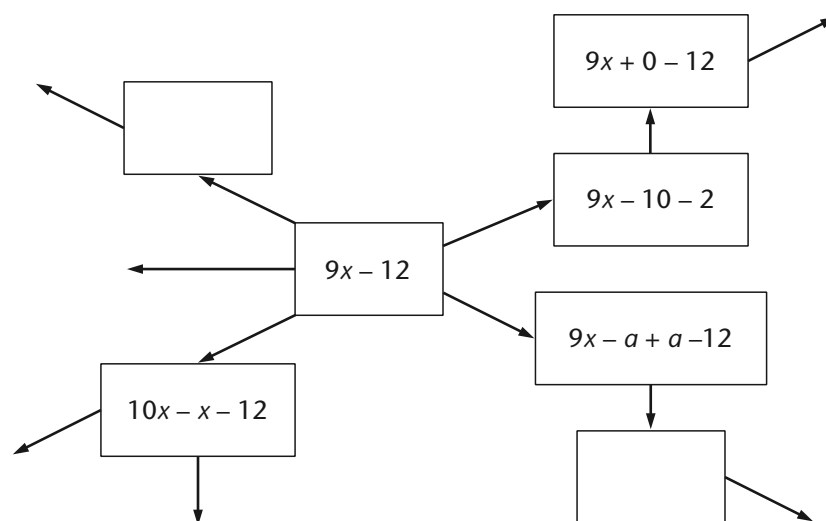 9x + 0 – 12
9x – 10 – 2
9x – 12
9x – a + a –12
10x – x – 12